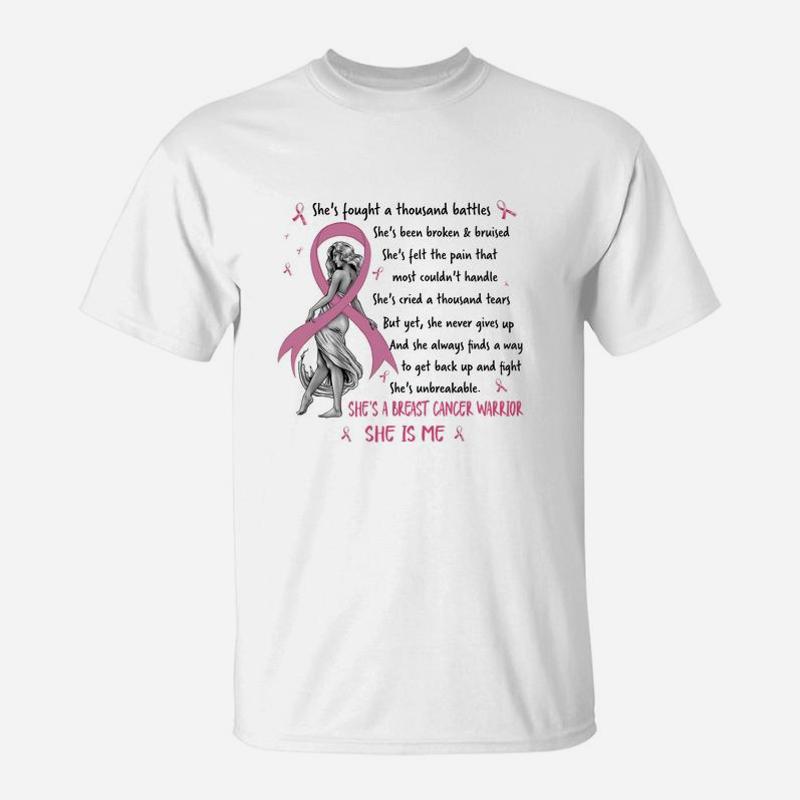 She's fought a thousand battles
She's been broken & bruised
She's felt the pain that
most couldn't handle
She's cried a thousand tears
But yet, she never gives up
And she always finds a way
to get back up and fight
She's unbreakable.
SHE'S A BREAST CANCER WARRIOR
SHE IS ME